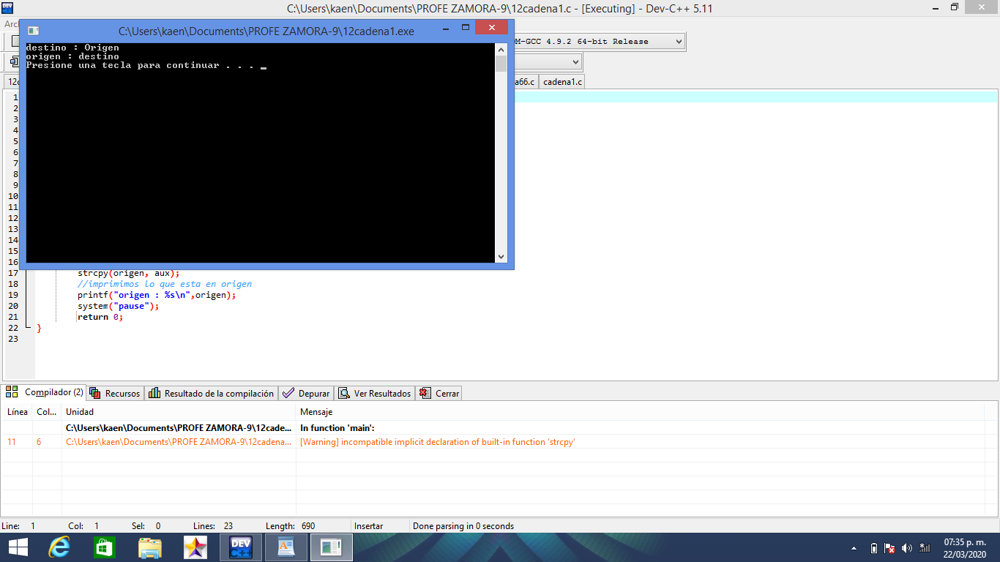 C:\Users\kaen\Documents\PROFE ZAMORA-9\12cadena1.c - [Executing] - Dev-C++ 5.11
C:\Users\kaen\Documents\PROFE ZAMORA-9\12cadena1.exe
destino : Origen
origen : destino
Presione una tecla para continuar . . .
M-GCC 4.9.2 64-bit Release
a66.c cadena1.c
1
2
3
4
5
6
7
8
9
10
11
12
13
14
15
16
17 strcpy(origen, aux);
18 //imprimimos lo que esta en origen
19 printf("origen : %s\n",origen);
20 system("pause");
21 return 0;
22 }
23
Compilador (2) Recursos Resultado de la compilación Depurar Ver Resultados Cerrar
Línea Col... Unidad Mensaje
C:\Users\kaen\Documents\PROFE ZAMORA-9\12cade... In function 'main':
11 6 C:\Users\kaen\Documents\PROFE ZAMORA-9\12cadena... [Warning] incompatible implicit declaration of built-in function 'strcpy'
Line: 1 Col: 1 Sel: 0 Lines: 23 Length: 690 Insertar Done parsing in 0 seconds
DEV C++
07:35 p. m.
22/03/2020